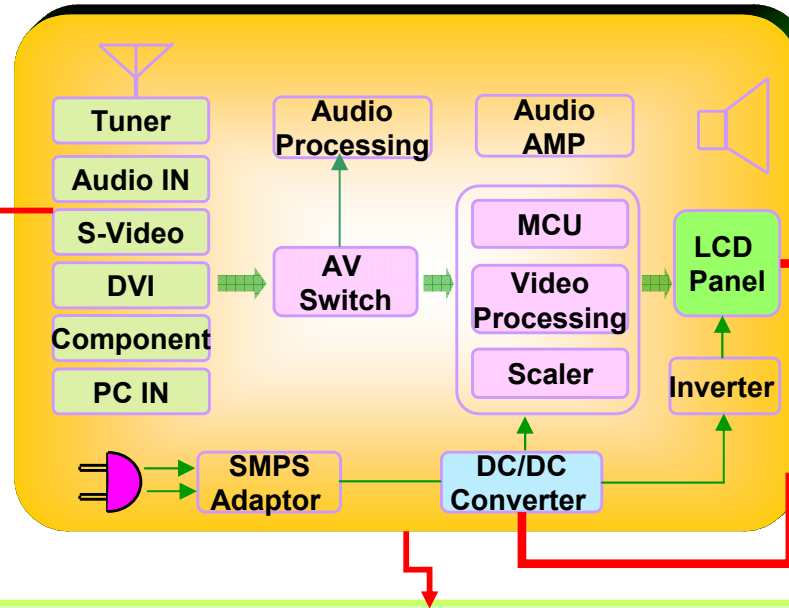 Tuner
Audio IN
S-Video
DVI
Component
PC IN
Audio
Processing
Audio
AMP
AV
Switch
MCU
Video
Processing
Scaler
LCD
Panel
Inverter
SMPS
Adaptor
DC/DC
Converter